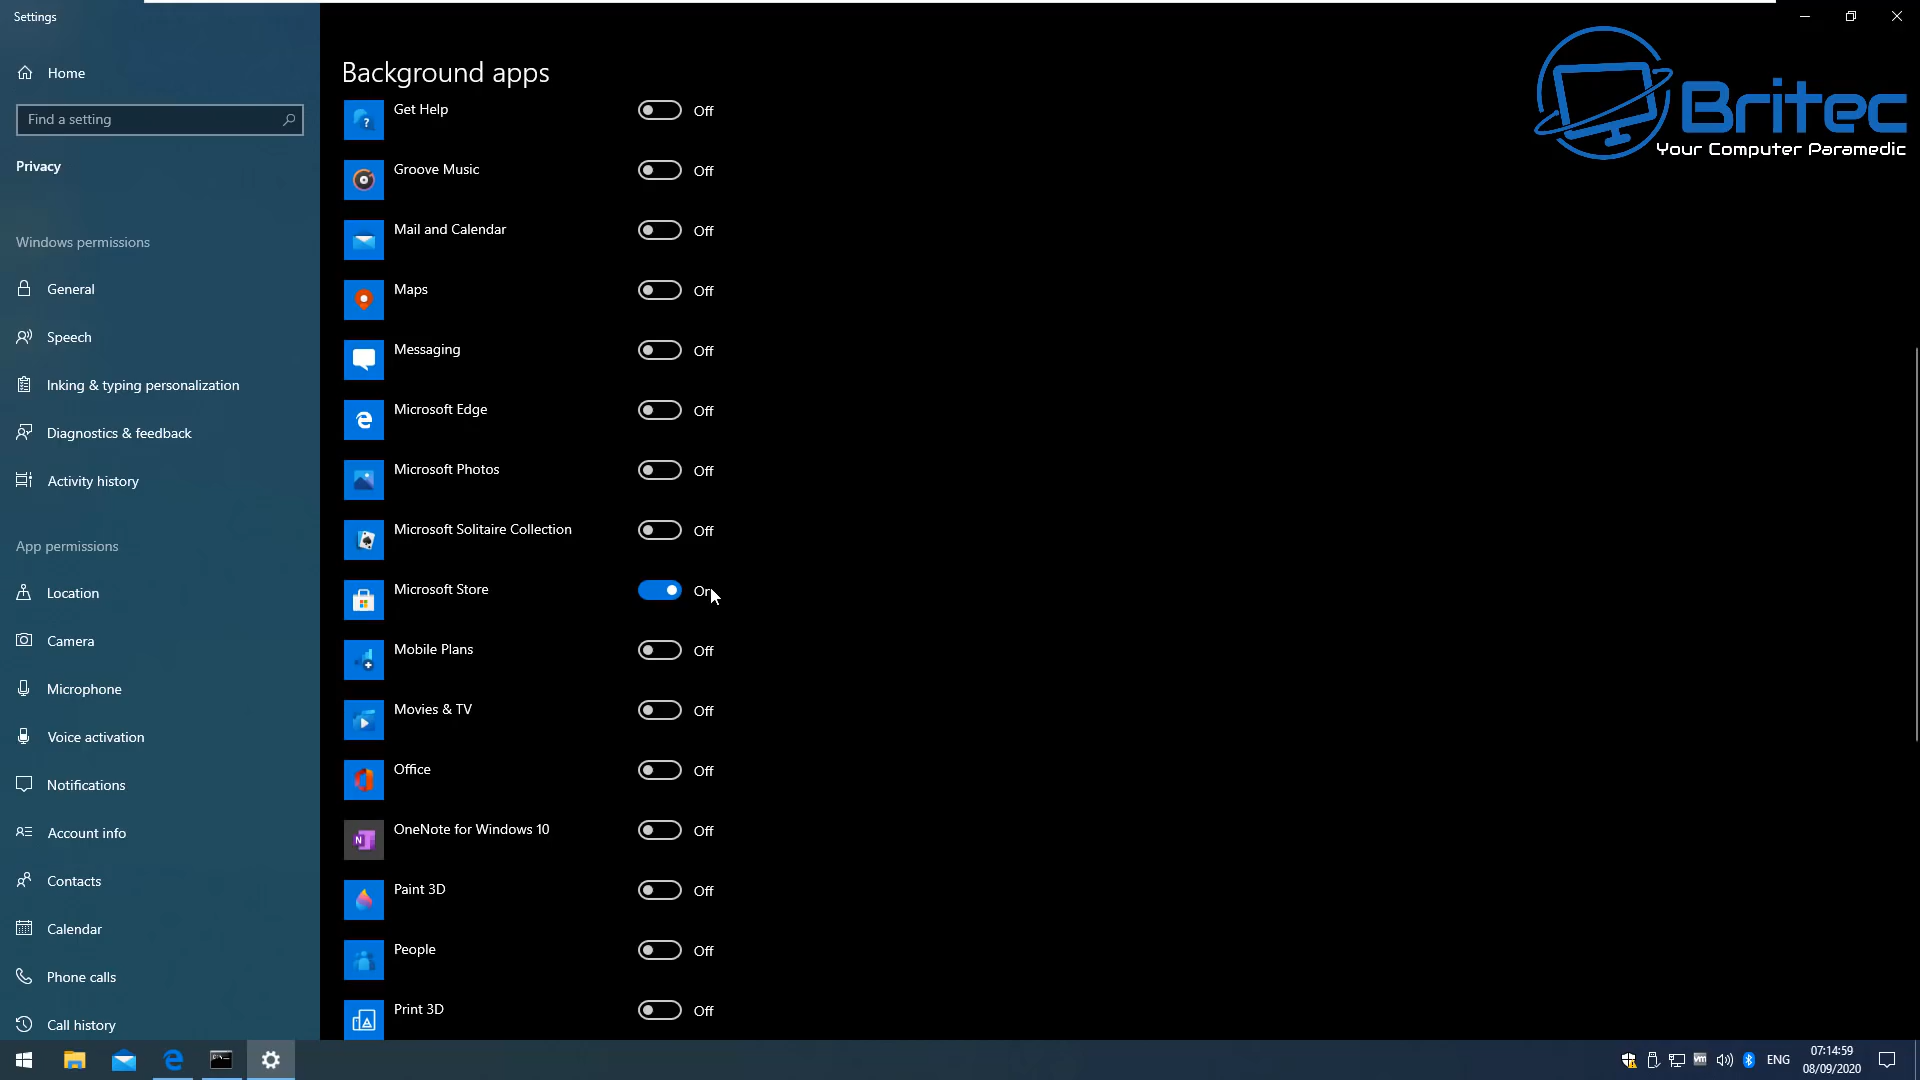 Settings
Home
Find a setting
Privacy
Windows permissions
General
Speech
Inking & typing personalization
Diagnostics & feedback
Activity history
App permissions
Location
Camera
Microphone
Voice activation
Notifications
Account info
Contacts
Calendar
Phone calls
Call history
Background apps
Get Help Off
Groove Music Off
Mail and Calendar Off
Maps Off
Messaging Off
Microsoft Edge Off
Microsoft Photos Off
Microsoft Solitaire Collection Off
Microsoft Store On
Mobile Plans Off
Movies & TV Off
Office Off
OneNote for Windows 10 Off
Paint 3D Off
People Off
Print 3D Off
Britec
Your Computer Paramedic
ENG
07:14:59
08/09/2020